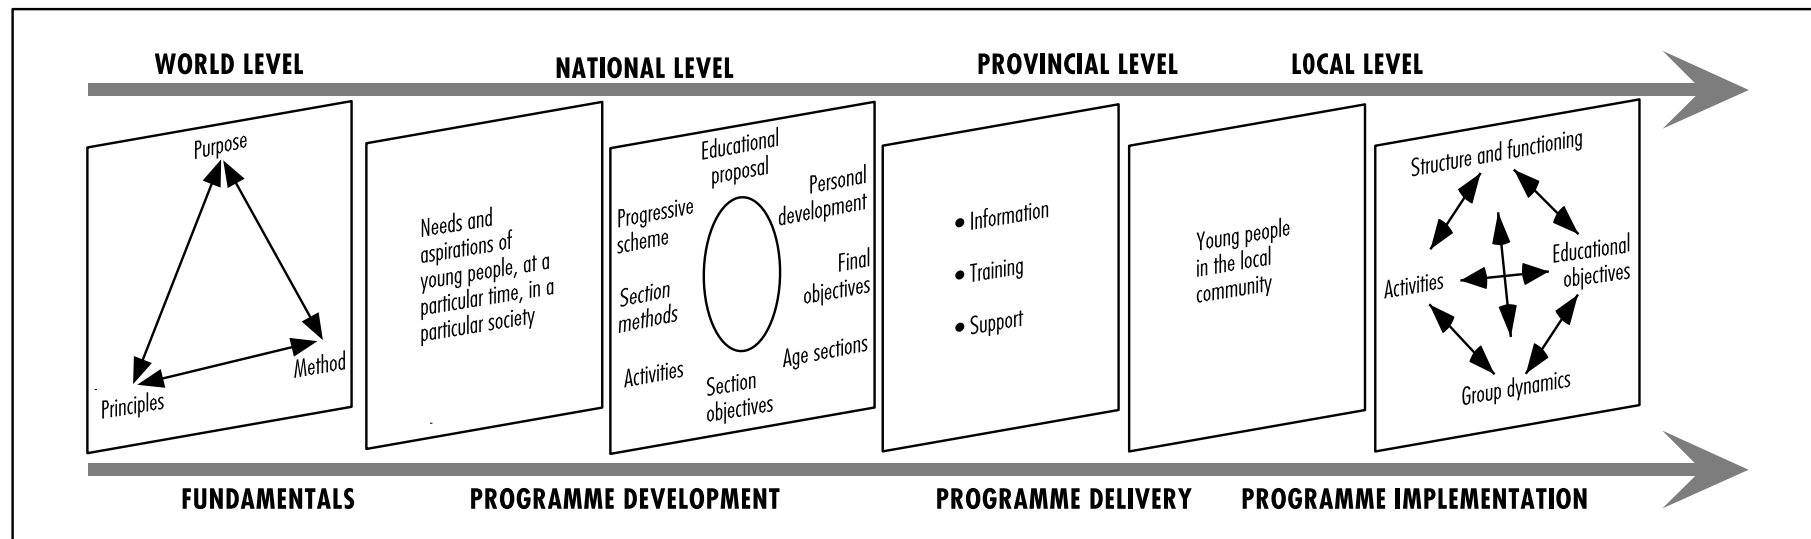 WORLD LEVEL
NATIONAL LEVEL
PROVINCIAL LEVEL
LOCAL LEVEL
Purpose
Principles
Method
Needs and
aspirations of
young people, at a
particular time, in a
particular society
Educational
proposal
Personal
development
Final
objectives
Age sections
Section
objectives
Activities
Section
methods
Progressive
scheme
• Information
• Training
• Support
Young people
in the local
community
Structure and functioning
Educational
objectives
Group dynamics
Activities
FUNDAMENTALS
PROGRAMME DEVELOPMENT
PROGRAMME DELIVERY
PROGRAMME IMPLEMENTATION